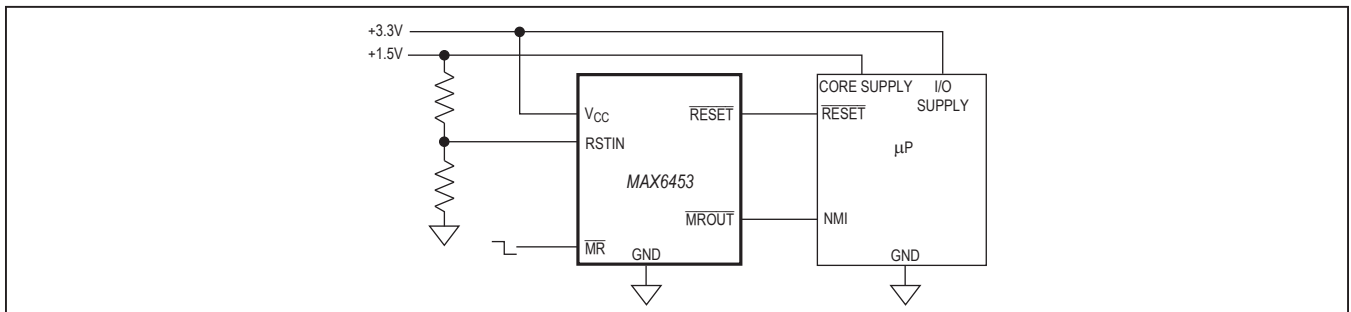 +3.3V
+1.5V
VCC
RSTIN
MR
GND
MAX6453
RESET
MROUT
CORE SUPPLY
I/O
SUPPLY
RESET
μP
NMI
GND